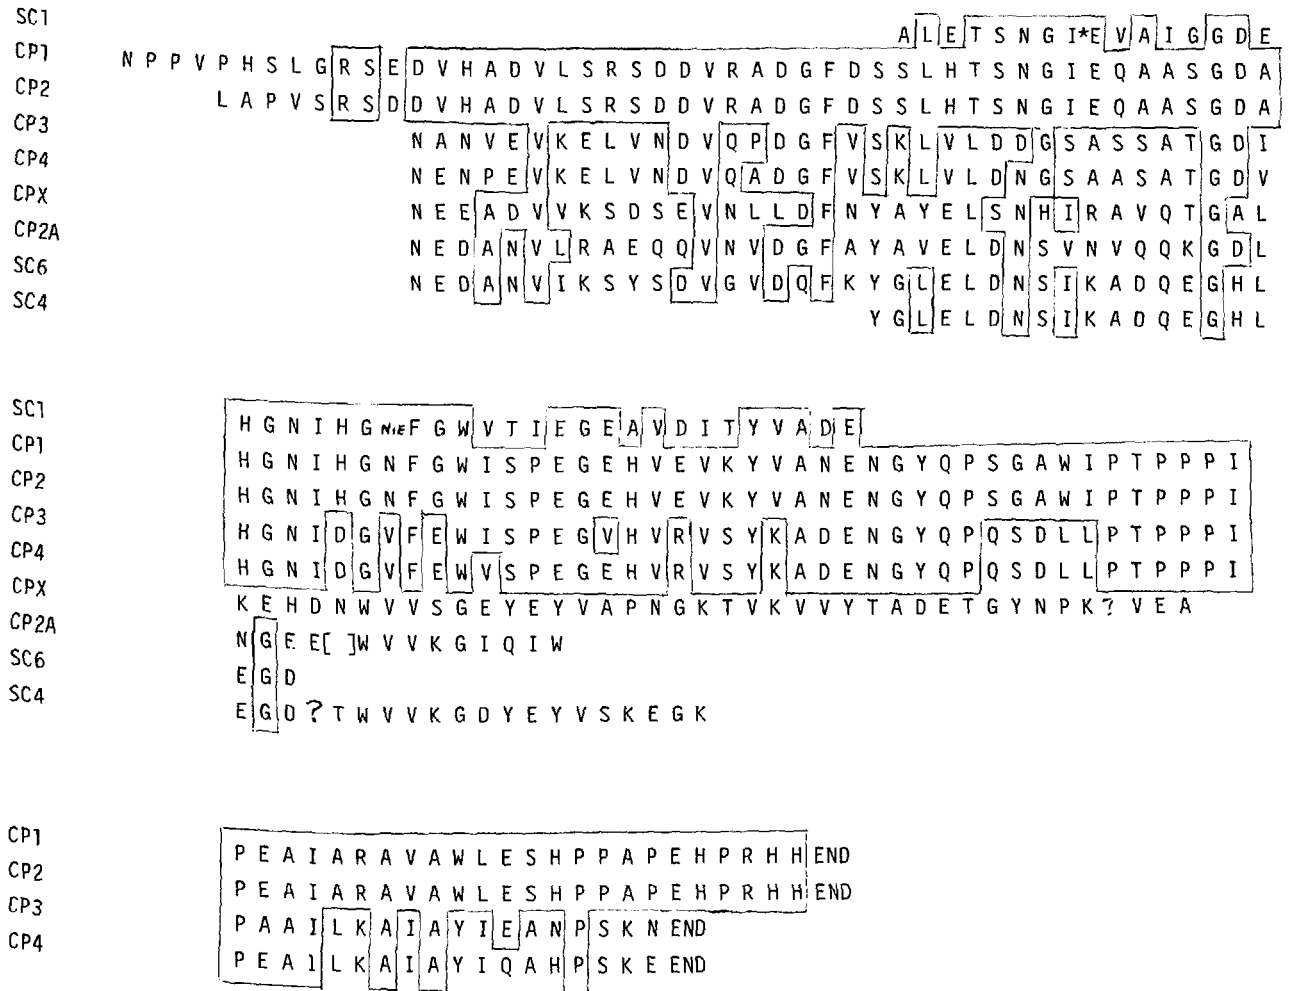 SC1 A L E T S N G I*E V A I G G D E
CP1 N P P V P H S L G R S E D V H A D V L S R S D D V R A D G F D S S L H T S N G I E Q A A S G D A
CP2 L A P V S R S D D V H A D V L S R S D D V R A D G F D S S L H T S N G I E Q A A S G D A
CP3 N A N V E V K E L V N D V Q P D G F V S K L V L D D G S A S S A T G D I
CP4 N E N P E V K E L V N D V Q A D G F V S K L V L D N G S A A S A T G D V
CPX N E E A D V V K S D S E V N L L D F N Y A Y E L S N H I R A V Q T G A L
CP2A N E D A N V L R A E Q Q V N V D G F A Y A V E L D N S V N V Q Q K G D L
SC6 N E D A N V I K S Y S D V G V D Q F K Y G L E L D N S I K A D Q E G H L
SC4 Y G L E L D N S I K A D Q E G H L
SC1 H G N I H G N/E F G W V T I E G E A V D I T Y V A D E
CP1 H G N I H G N F G W I S P E G E H V E V K Y V A N E N G Y Q P S G A W I P T P P P I
CP2 H G N I H G N F G W I S P E G E H V E V K Y V A N E N G Y Q P S G A W I P T P P P I
CP3 H G N I D G V F E W I S P E G V H V R V S Y K A D E N G Y Q P Q S D L L P T P P P I
CP4 H G N I D G V F E W V S P E G E H V R V S Y K A D E N G Y Q P Q S D L L P T P P P I
CPX K E H D N W V V S G E Y E Y V A P N G K T V K V V Y T A D E T G Y N P K ? V E A
CP2A N G E E[ ]W V V K G I Q I W
SC6 E G D
SC4 E G D ? T W V V K G D Y E Y V S K E G K
CP1 P E A I A R A V A W L E S H P P A P E H P R H H END
CP2 P E A I A R A V A W L E S H P P A P E H P R H H END
CP3 P A A I L K A I A Y I E A N P S K N END
CP4 P E A I L K A I A Y I Q A H P S K E END